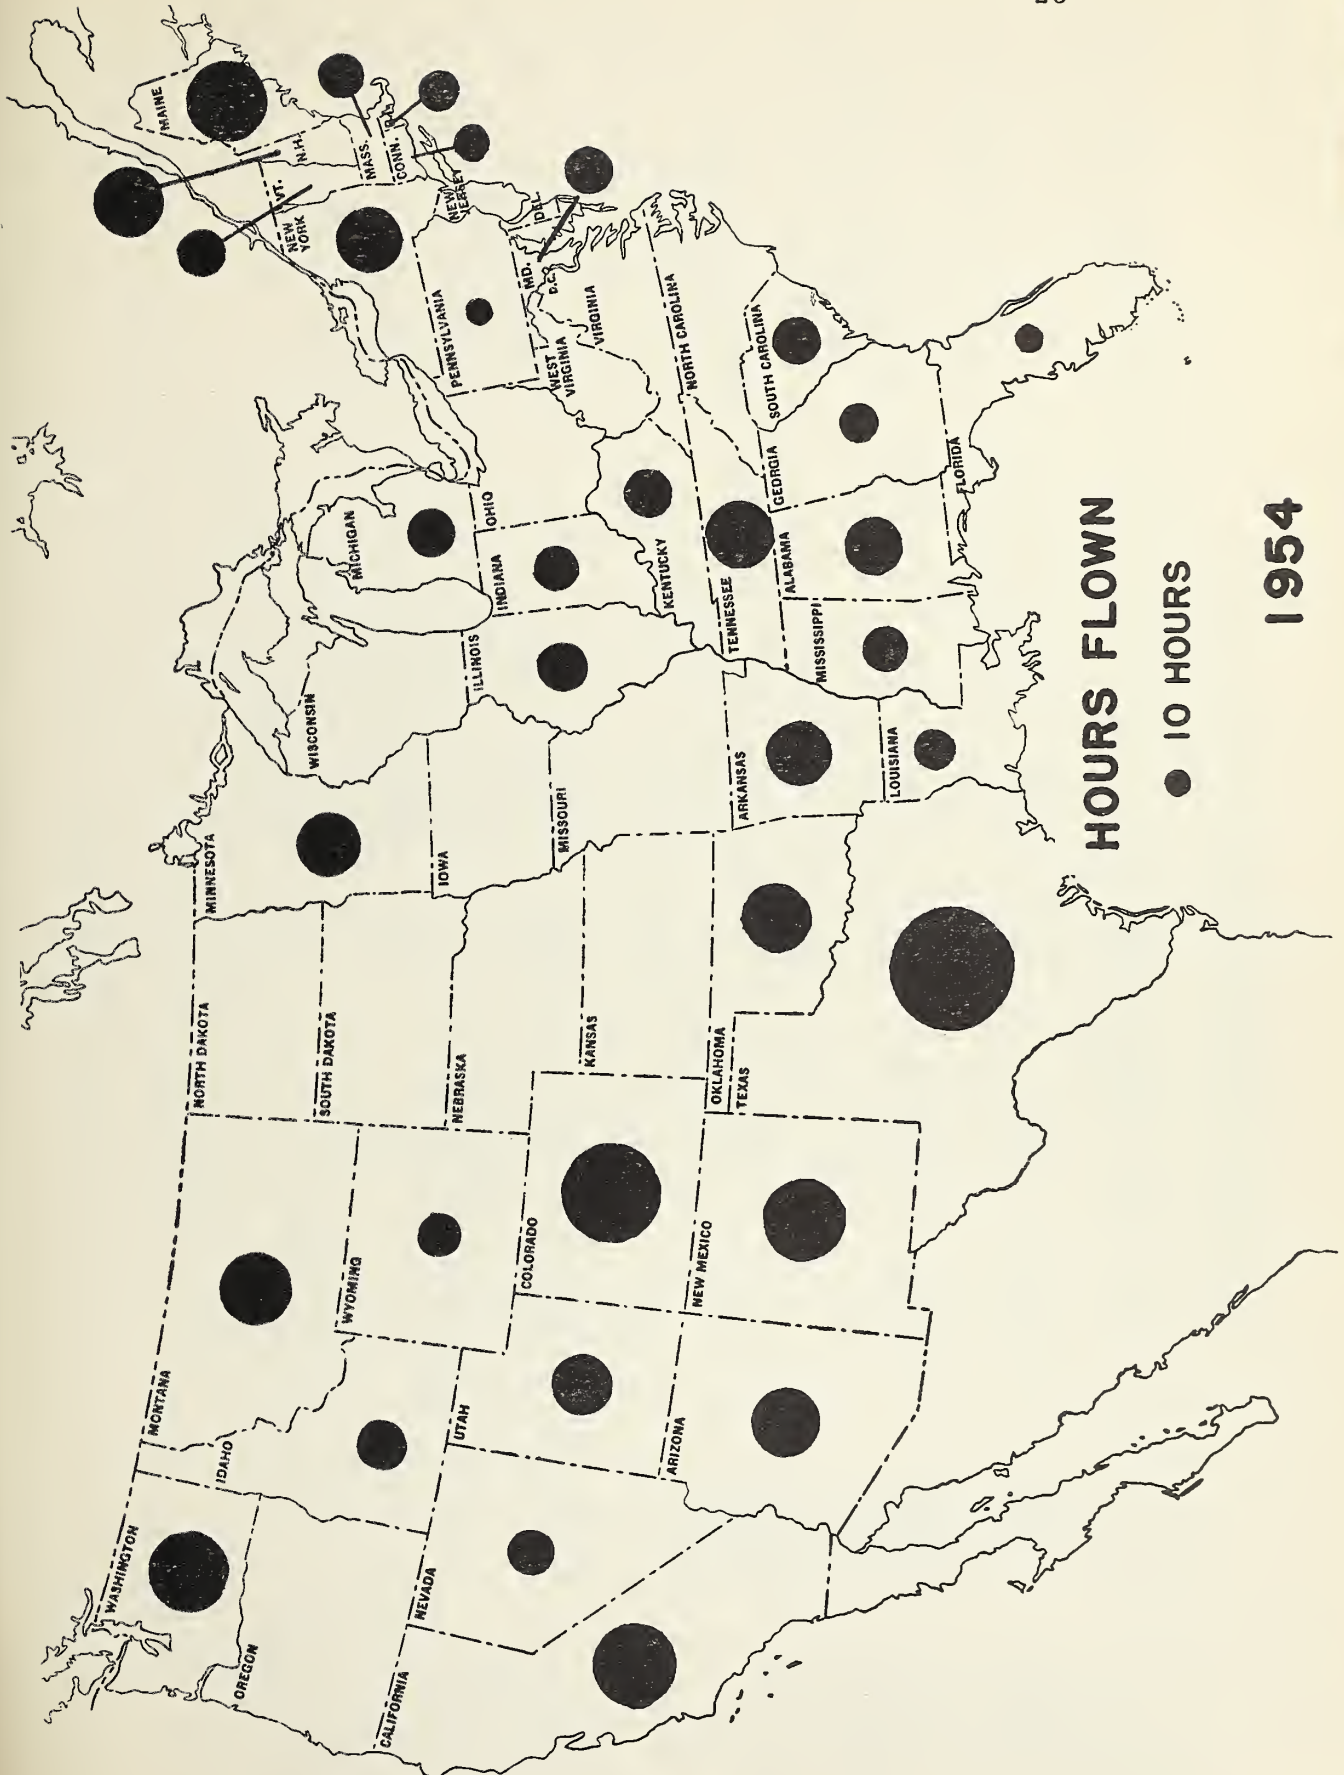 WASHINGTON
OREGON
CALIFORNIA
NEVADA
IDAHO
MONTANA
WYOMING
UTAH
COLORADO
ARIZONA
NEW MEXICO
NORTH DAKOTA
SOUTH DAKOTA
NEBRASKA
KANSAS
OKLAHOMA
TEXAS
MINNESOTA
IOWA
MISSOURI
ARKANSAS
LOUISIANA
WISCONSIN
ILLINOIS
MICHIGAN
INDIANA
OHIO
KENTUCKY
TENNESSEE
MISSISSIPPI
ALABAMA
GEORGIA
FLORIDA
SOUTH CAROLINA
NORTH CAROLINA
VIRGINIA
WEST
VIRGINIA
D.C.
MD.
DEL.
PENNSYLVANIA
NEW
JERSEY
NEW
YORK
VT.
N.H.
MAINE
MASS.
CONN.
R.I.
HOURS FLOWN
10 HOURS
1954